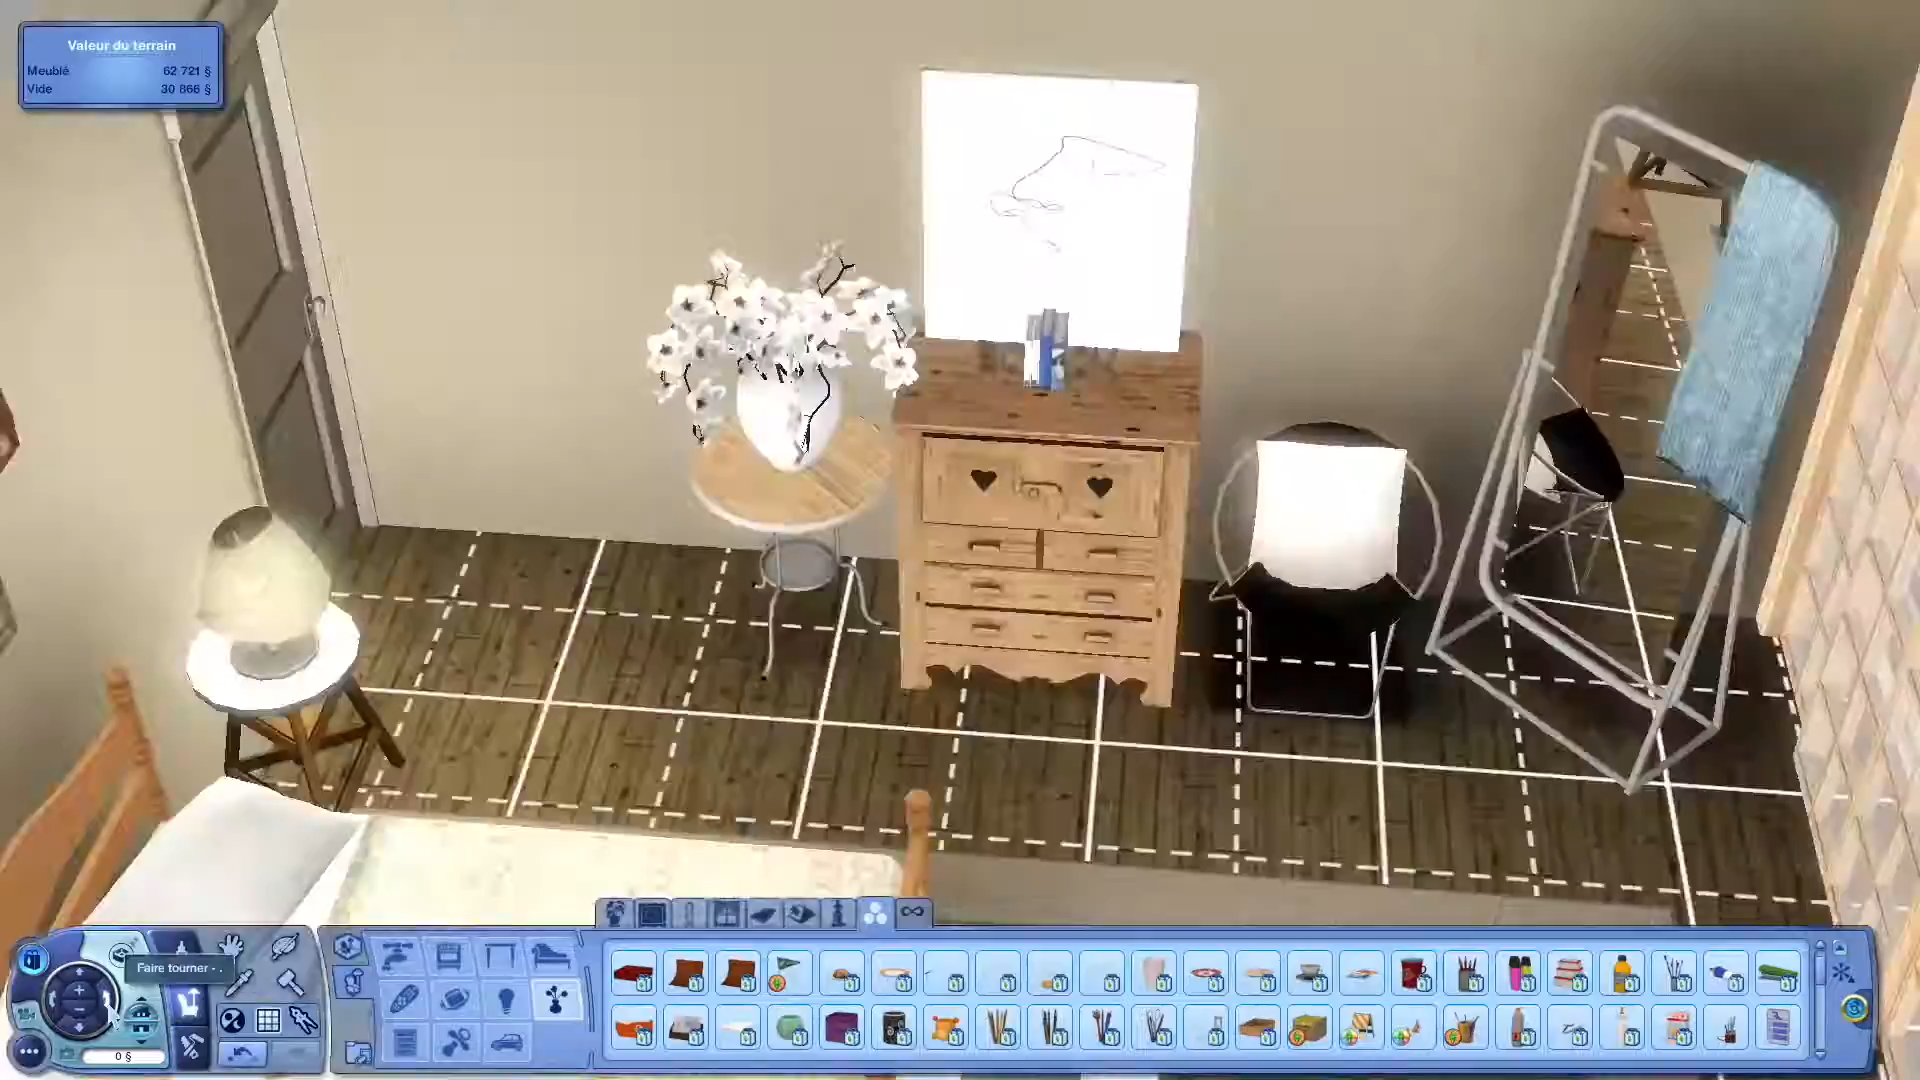 Valeur du terrain
Meublé 62 721 §
Vide 30 866 §
Faire tourner - .
0 §